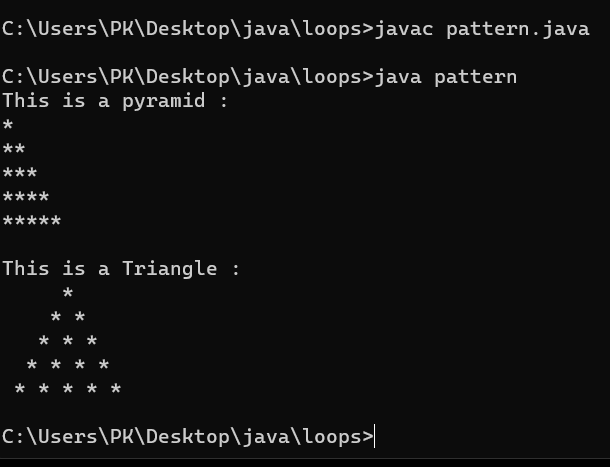 C:\Users\PK\Desktop\java\loops>javac pattern.java

C:\Users\PK\Desktop\java\loops>java pattern
This is a pyramid :
*
**
***
****
*****

This is a Triangle :
     *
    * *
   * * *
  * * * *
 * * * * *

C:\Users\PK\Desktop\java\loops>